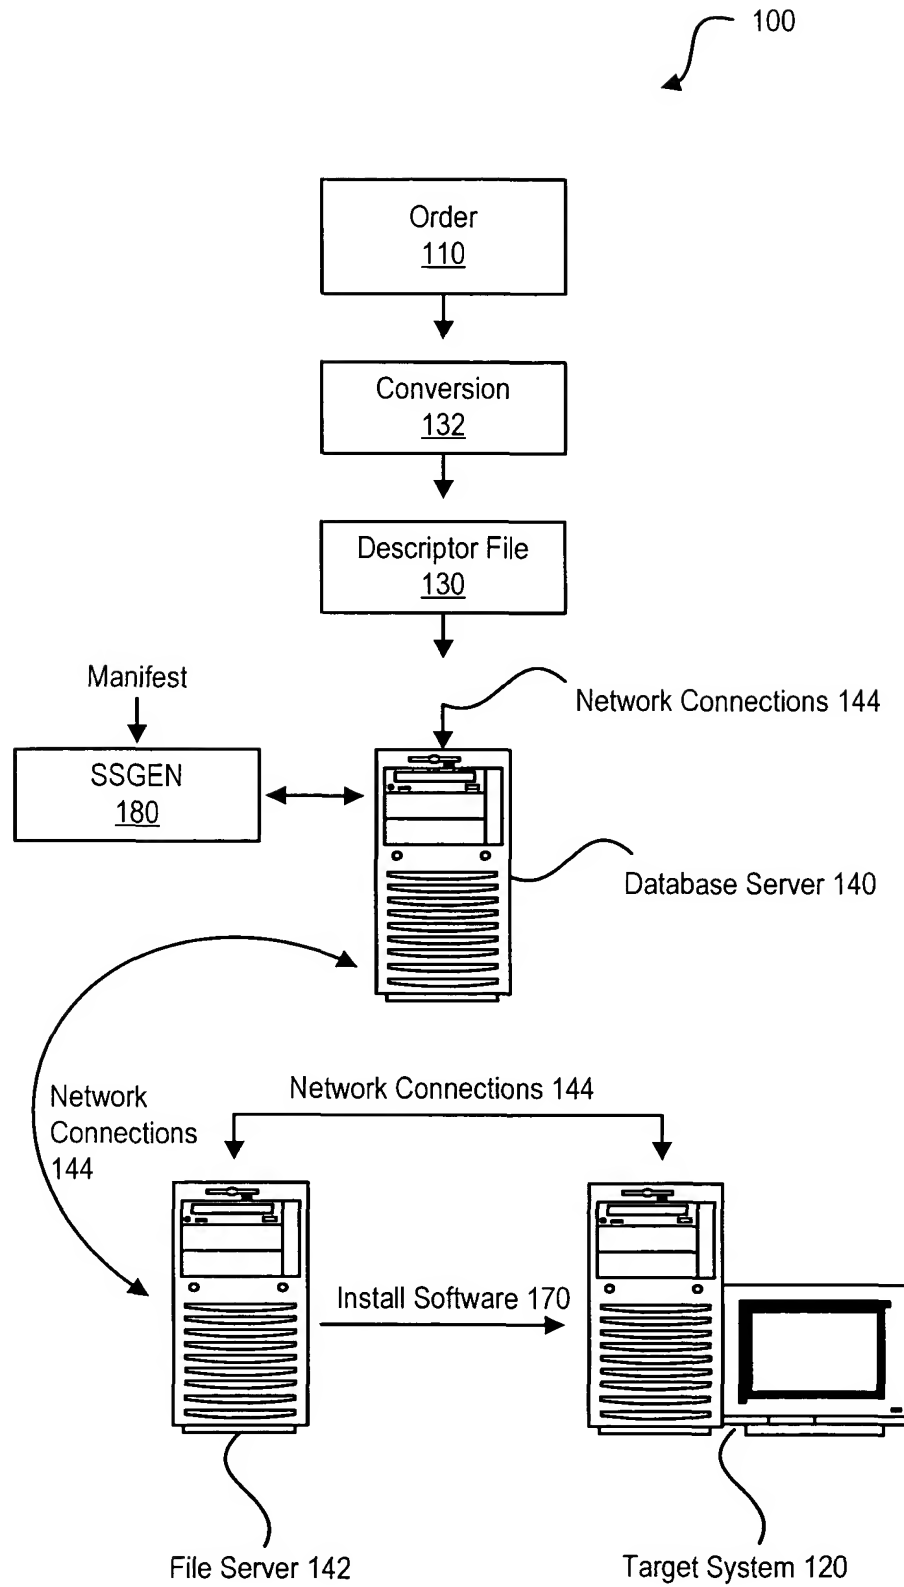 100
Order
110
Conversion
132
Descriptor File
130
Manifest
Network Connections 144
SSGEN
180
Database Server 140
Network
Connections
144
Network Connections 144
Install Software 170
File Server 142
Target System 120